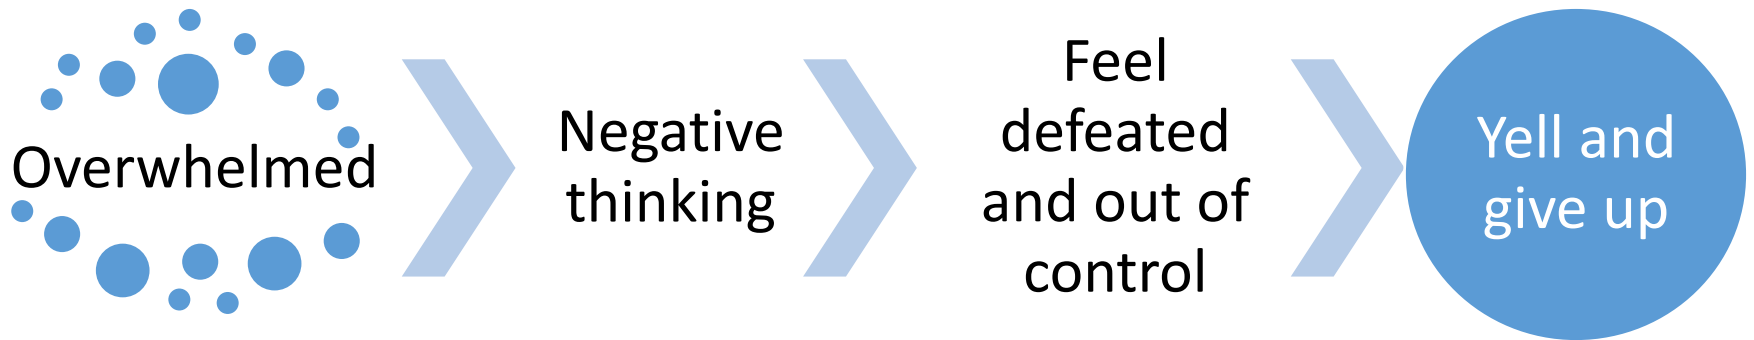 Overwhelmed
Negative
thinking
Feel
defeated
and out of
control
Yell and
give up